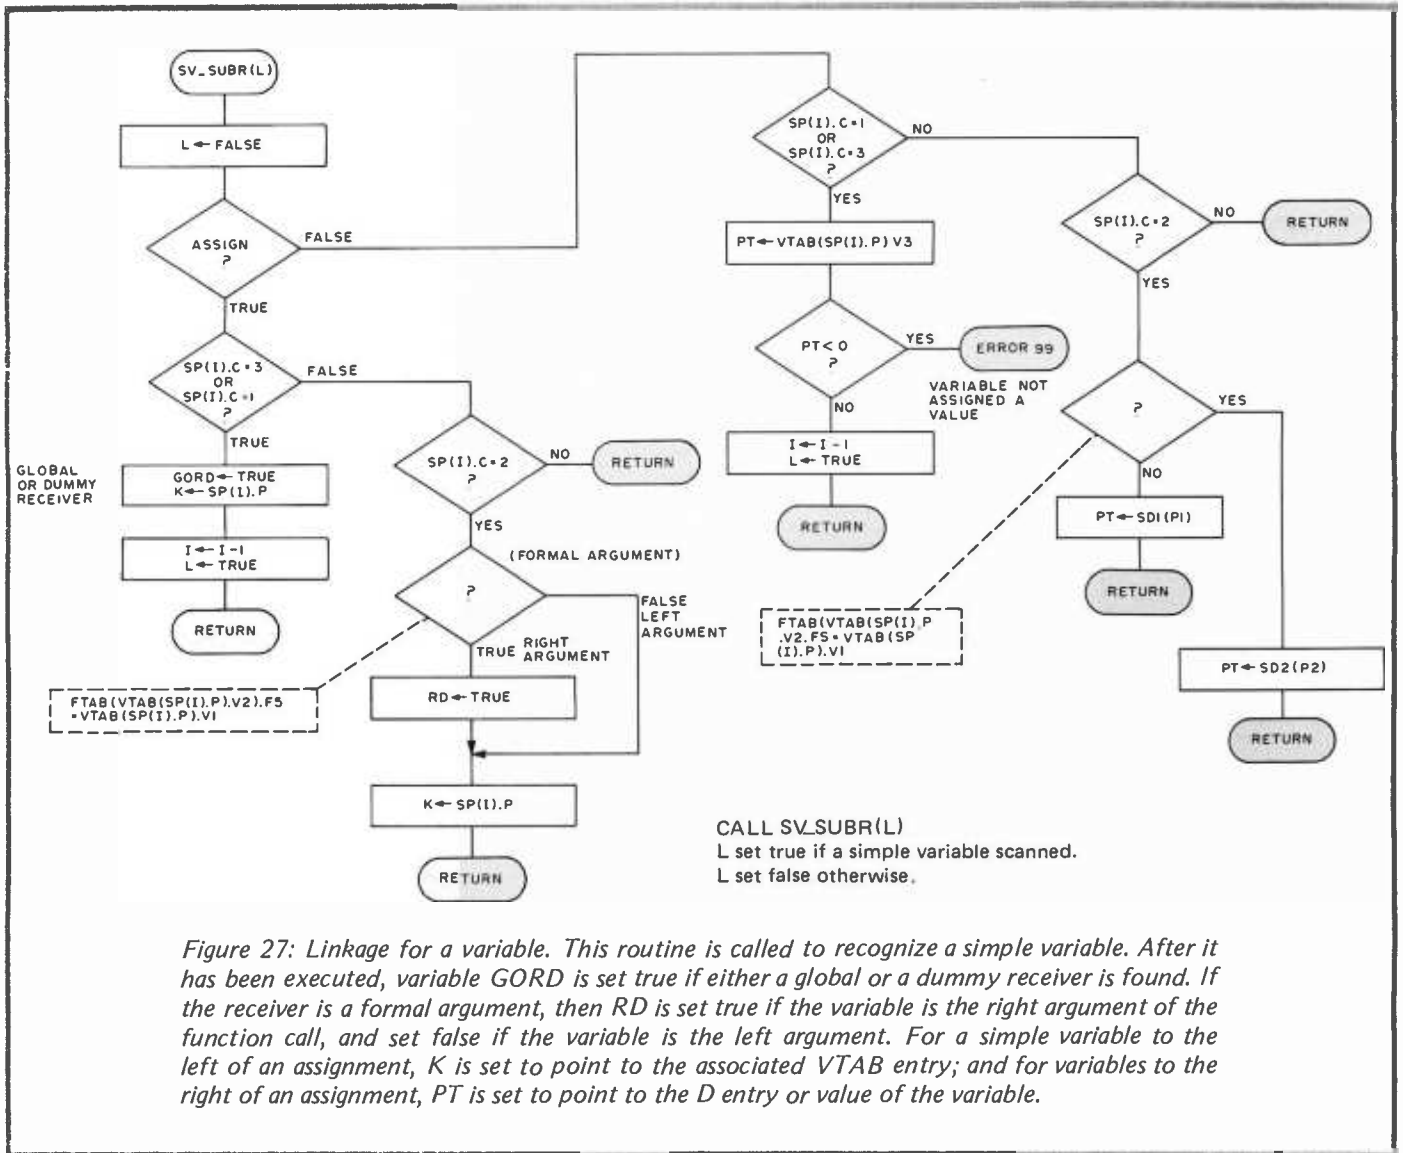 SV_SUBR(L)
L←FALSE
ASSIGN
?
FALSE
TRUE
SP(I).C=3
OR
SP(I).C=1
?
FALSE
TRUE
GLOBAL
OR DUMMY
RECEIVER
GORD←TRUE
K←SP(I).P
I←I-1
L←TRUE
RETURN
SP(I).C=2
?
NO
RETURN
YES
(FORMAL ARGUMENT)
?
FALSE
LEFT
ARGUMENT
TRUE RIGHT
ARGUMENT
FTAB(VTAB(SP(I).P).V2).F5
=VTAB(SP(I).P).V1
RD←TRUE
K←SP(I).P
RETURN
SP(I).C=1
OR
SP(I).C=3
?
NO
YES
PT←VTAB(SP(I).P) V3
PT<0
?
YES
ERROR 99
VARIABLE NOT
ASSIGNED A
VALUE
NO
I←I-1
L←TRUE
RETURN
SP(I).C=2
?
NO
RETURN
YES
?
YES
NO
FTAB(VTAB(SP(I).P
.V2.F5=VTAB(SP
(I).P).V1
PT←SD1(P1)
RETURN
PT←SD2(P2)
RETURN
CALL SV_SUBR(L)
L set true if a simple variable scanned.
L set false otherwise.
Figure 27: Linkage for a variable. This routine is called to recognize a simple variable. After it
has been executed, variable GORD is set true if either a global or a dummy receiver is found. If
the receiver is a formal argument, then RD is set true if the variable is the right argument of the
function call, and set false if the variable is the left argument. For a simple variable to the
left of an assignment, K is set to point to the associated VTAB entry; and for variables to the
right of an assignment, PT is set to point to the D entry or value of the variable.